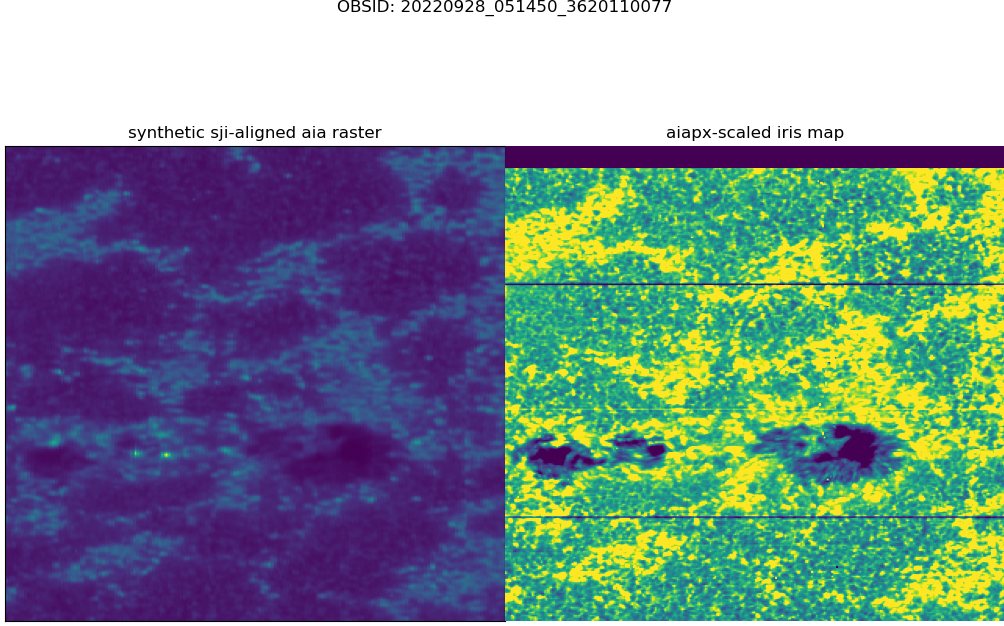 OBSID: 20220928_051450_3620110077
synthetic sji-aligned aia raster
aiapx-scaled iris map